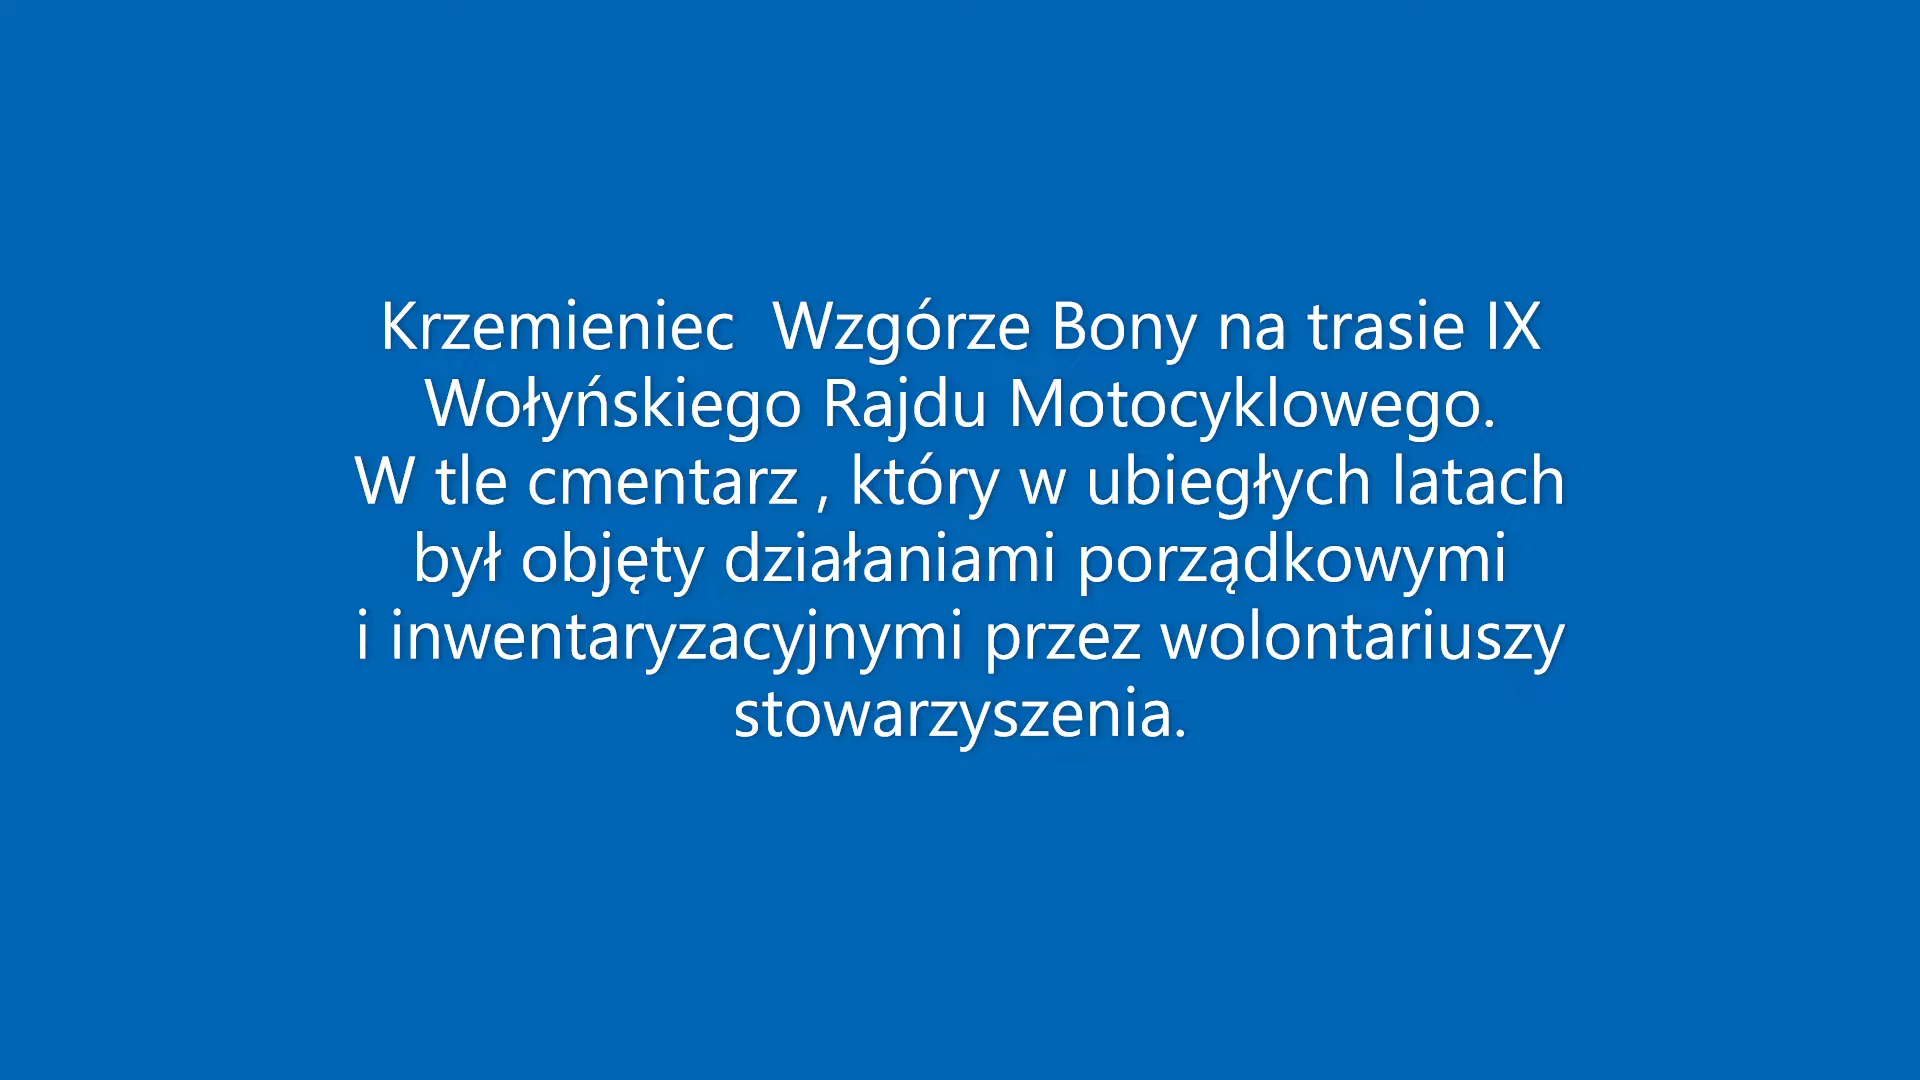 Krzemieniec  Wzgórze Bony na trasie IX
Wołyńskiego Rajdu Motocyklowego.
W tle cmentarz , który w ubiegłych latach
był objęty działaniami porządkowymi
i inwentaryzacyjnymi przez wolontariuszy
stowarzyszenia.